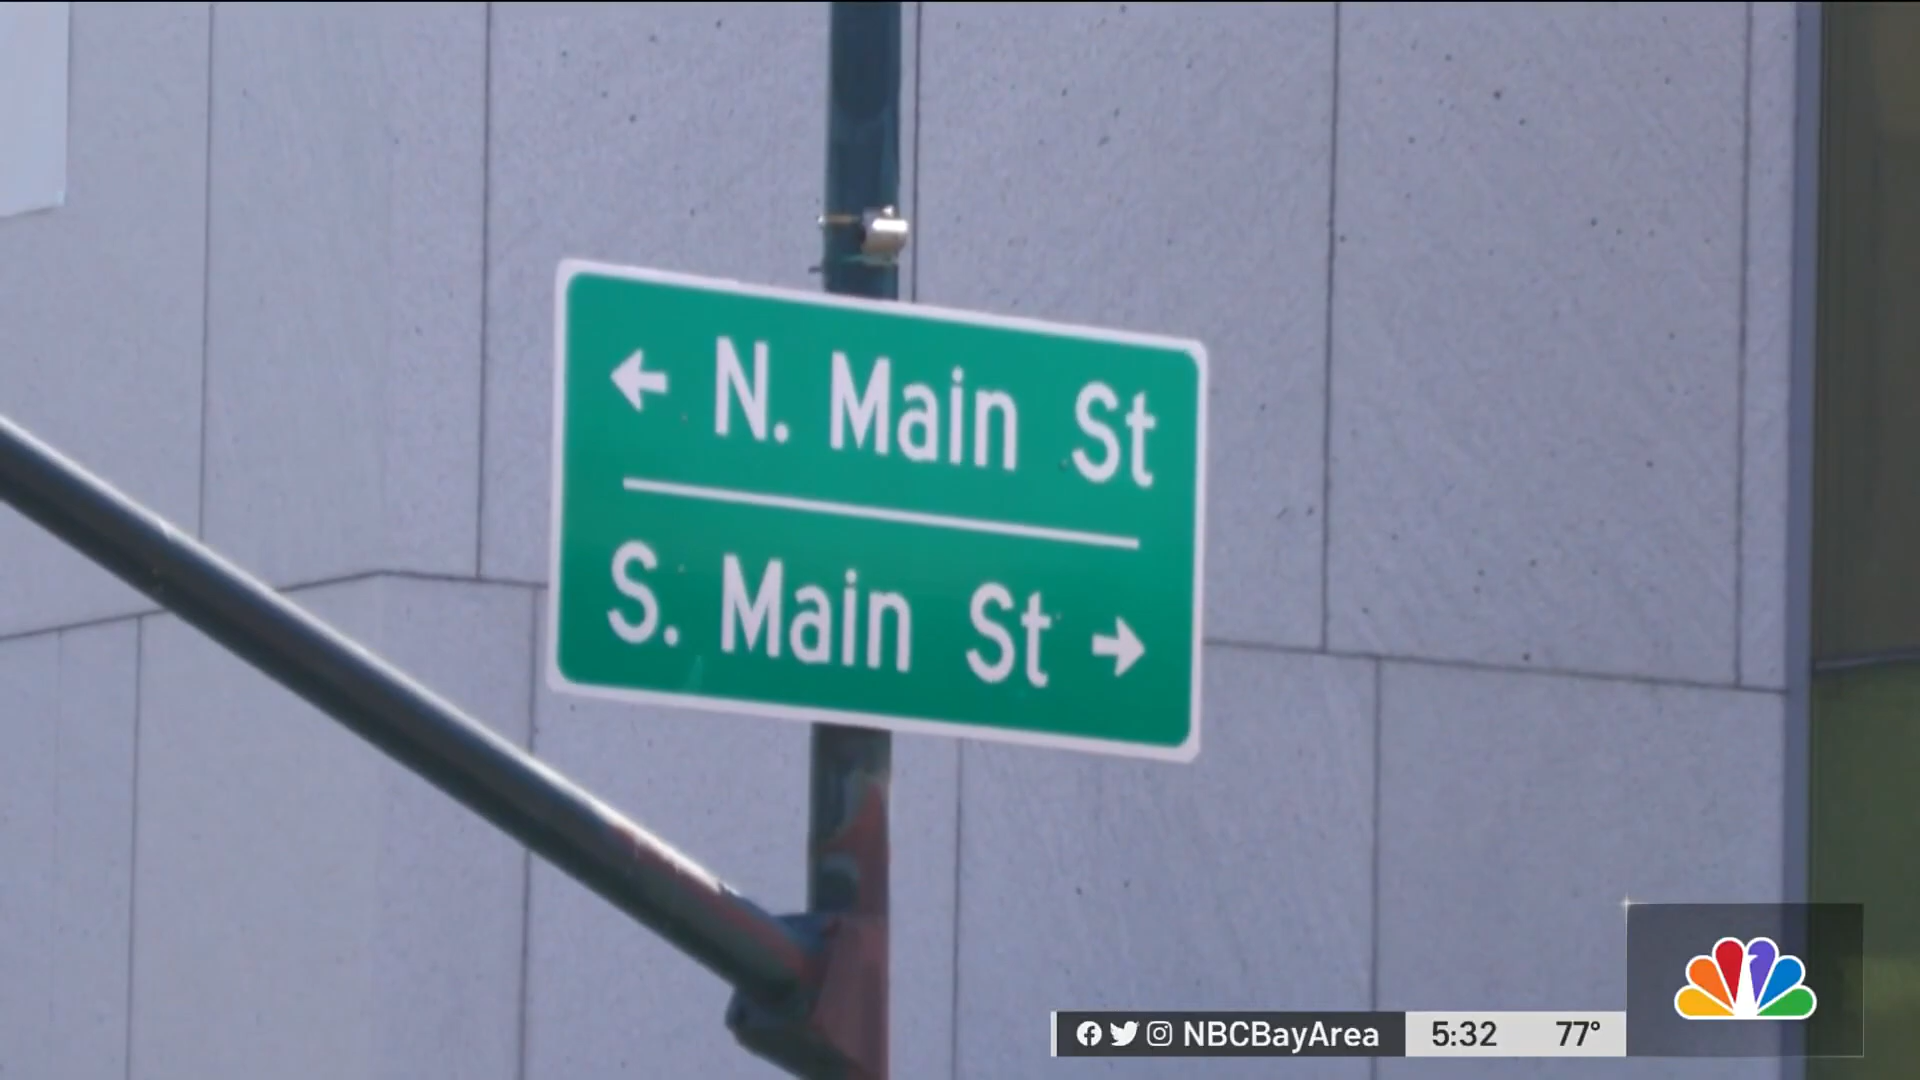 ← N. Main St
S. Main St →
NBCBayArea 5:32 77°